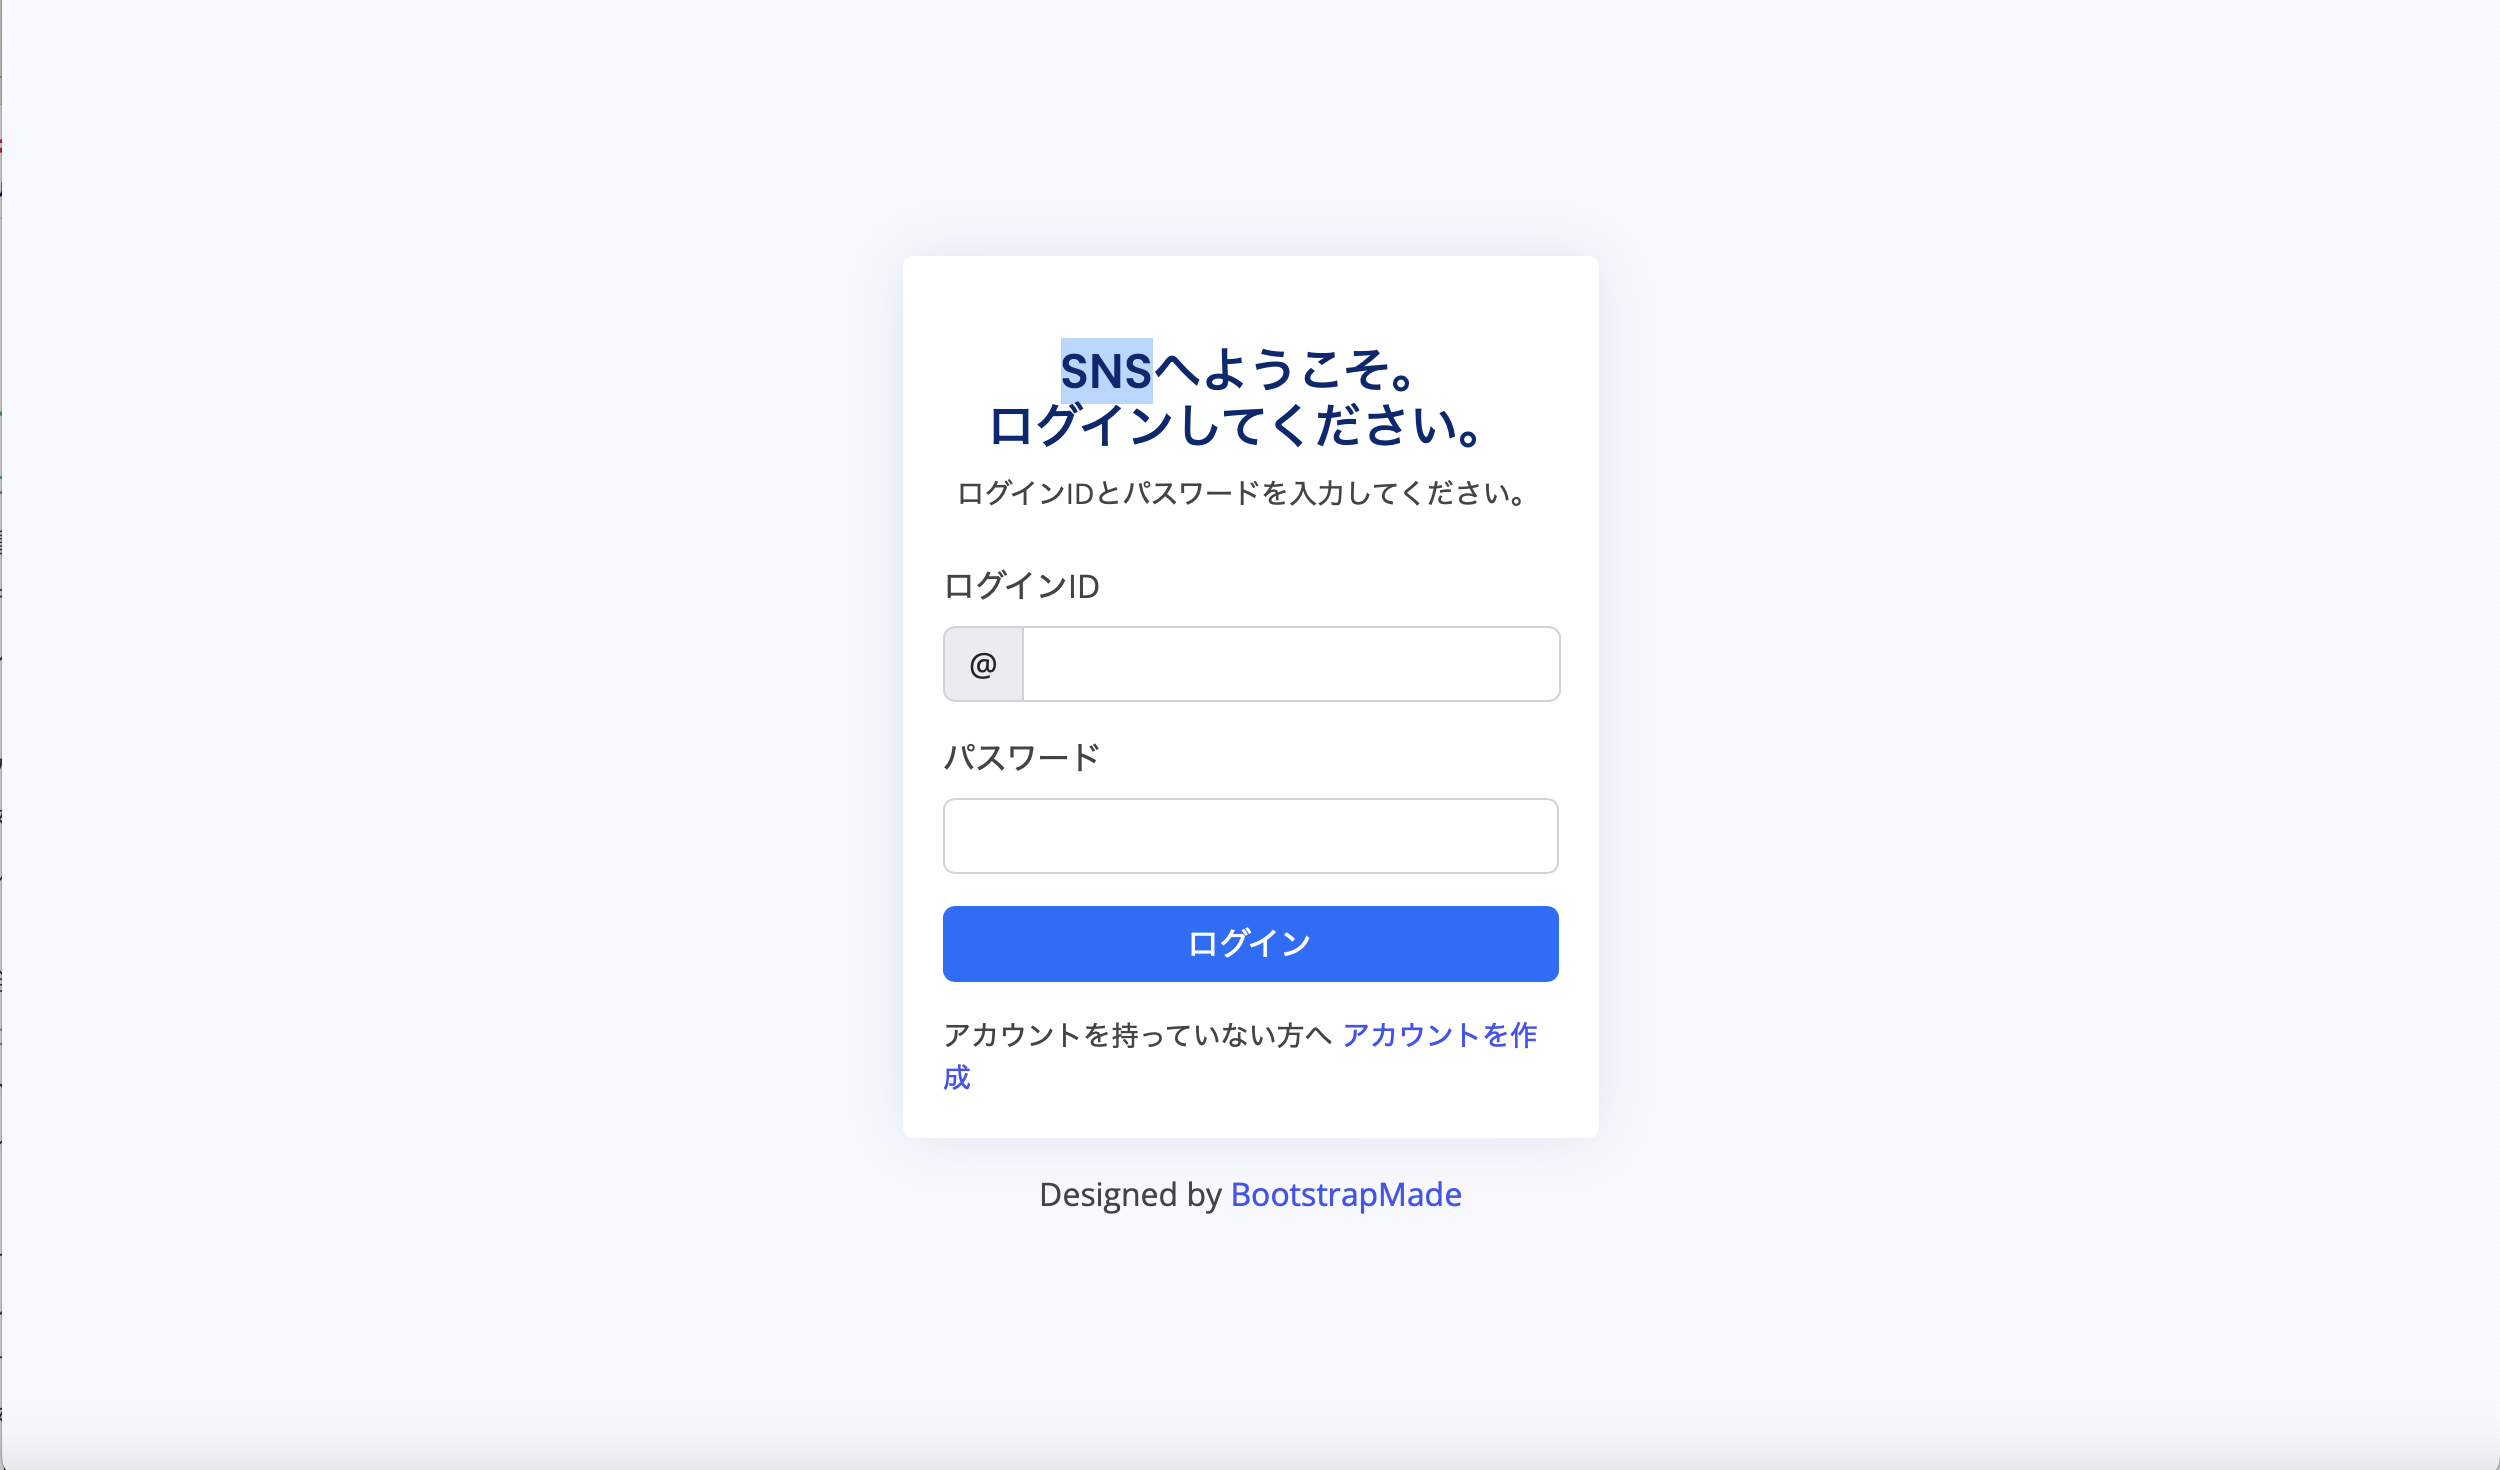 SNSへようこそ。
ログインしてください。
ログインIDとパスワードを入力してください。
ログインID
@
パスワード
ログイン
アカウントを持っていない方へ アカウントを作
成
Designed by BootstrapMade